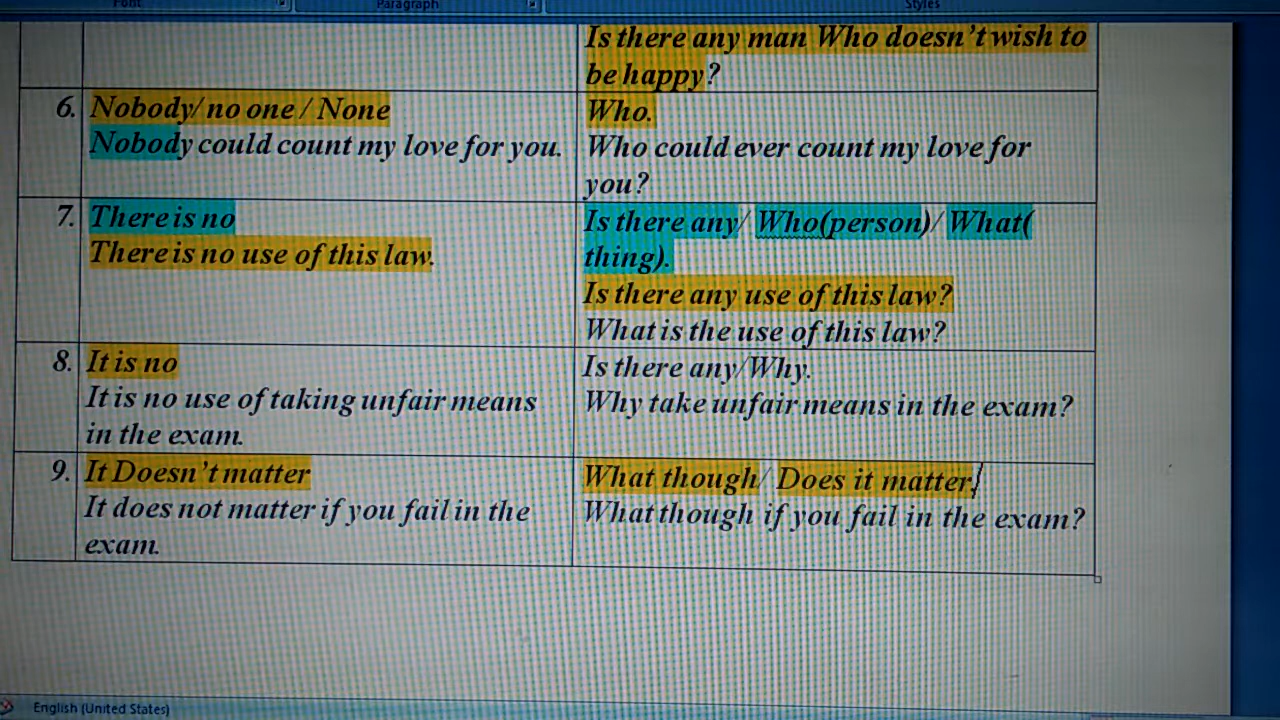 Font
Paragraph
Styles
Is there any man Who doesn't wish to
be happy?
6. Nobody/ no one / None
Nobody could count my love for you.
Who.
Who could ever count my love for
you?
7. There is no
There is no use of this law.
Is there any/ Who(person)/ What(
thing).
Is there any use of this law?
What is the use of this law?
8. It is no
It is no use of taking unfair means
in the exam.
Is there any/Why.
Why take unfair means in the exam?
9. It Doesn't matter
It does not matter if you fail in the
exam.
What though/ Does it matter/
What though if you fail in the exam?
English (United States)